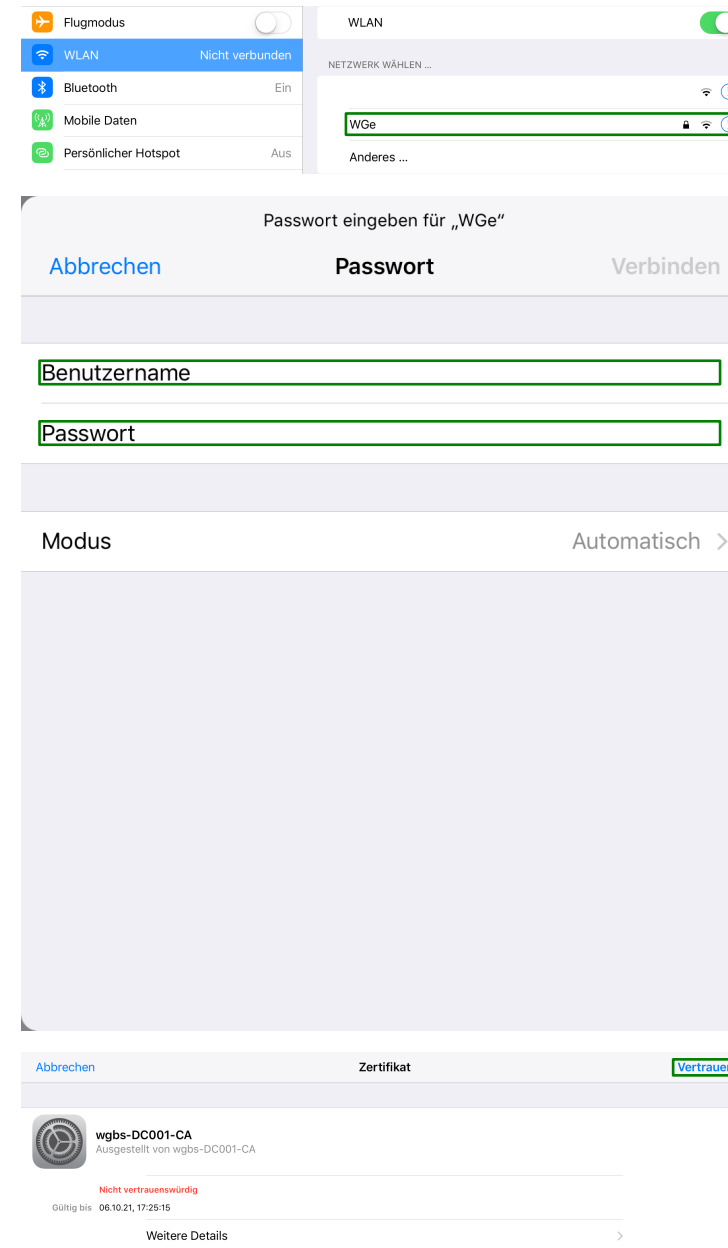 Flugmodus
WLAN Nicht verbunden
Bluetooth Ein
Mobile Daten
Persönlicher Hotspot Aus
WLAN
NETZWERK WÄHLEN ...
WGe
Anderes ...
Passwort eingeben für „WGe“
Abbrechen Passwort Verbinden
Benutzername
Passwort
Modus Automatisch
Abbrechen Zertifikat Vertrauen
wgbs-DC001-CA
Ausgestellt von wgbs-DC001-CA
Nicht vertrauenswürdig
Gültig bis 06.10.21, 17:25:15
Weitere Details